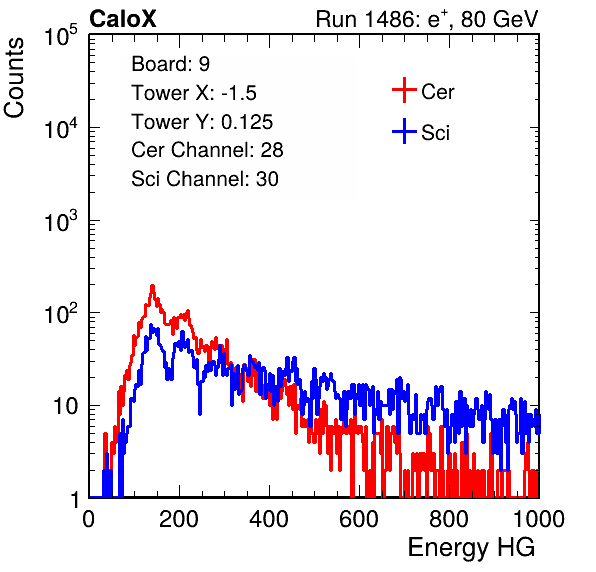 CaloX Run 1486: e⁺, 80 GeV
Counts
10⁵
10⁴
10³
10²
10
1
Board: 9
Tower X: -1.5
Tower Y: 0.125
Cer Channel: 28
Sci Channel: 30
Cer
Sci
0 200 400 600 800 1000
Energy HG